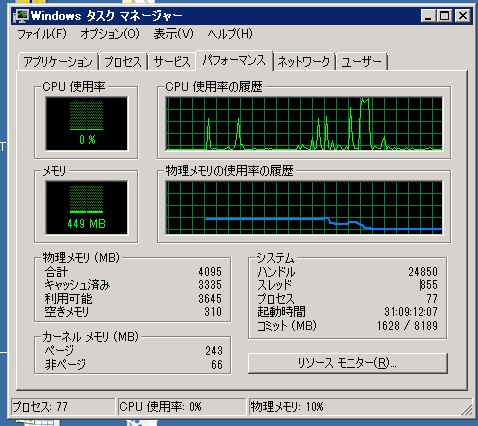 Windows タスク マネージャー
ファイル(F) オプション(O) 表示(V) ヘルプ(H)
アプリケーション プロセス サービス パフォーマンス ネットワーク ユーザー
CPU 使用率 CPU 使用率の履歴
0 %
メモリ 物理メモリの使用率の履歴
449 MB
物理メモリ (MB)
合計 4095
キャッシュ済み 3335
利用可能 3645
空きメモリ 310
カーネル メモリ (MB)
ページ 243
非ページ 66
システム
ハンドル 24850
スレッド 855
プロセス 77
起動時間 31:09:12:07
コミット (MB) 1628 / 8189
リソース モニター(R)...
プロセス: 77 CPU 使用率: 0% 物理メモリ: 10%